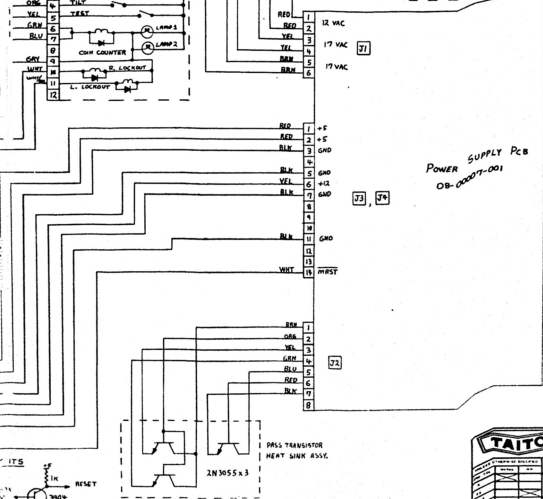 ORG 4 TILT
YEL 5 TEST
GRN 6 LAMP 1
BLU 7 LAMP 2
8 COIN COUNTER
GRY 9
WHT 10 R. LOCKOUT
WHT 11 L. LOCKOUT
12
RED 1 12 VAC
RED 2
YEL 3 17 VAC
YEL 4
BRN 5 17 VAC
BRN 6
J1
RED 1 +5
RED 2 +5
BLK 3 GND
4
BLK 5 GND
YEL 6 +12
BLK 7 GND
8
9
10
BLK 11 GND
12
13
WHT 14 MRST
J3, J4
POWER SUPPLY PCB
OB-00007-001
BRN 1
ORG 2
YEL 3
GRN 4
BLU 5
RED 6
BLK 7
8
J2
PASS TRANSISTOR
HEAT SINK ASSY.
2N3055 x 3
ITS
+5
1K
RESET
3904
TAITO